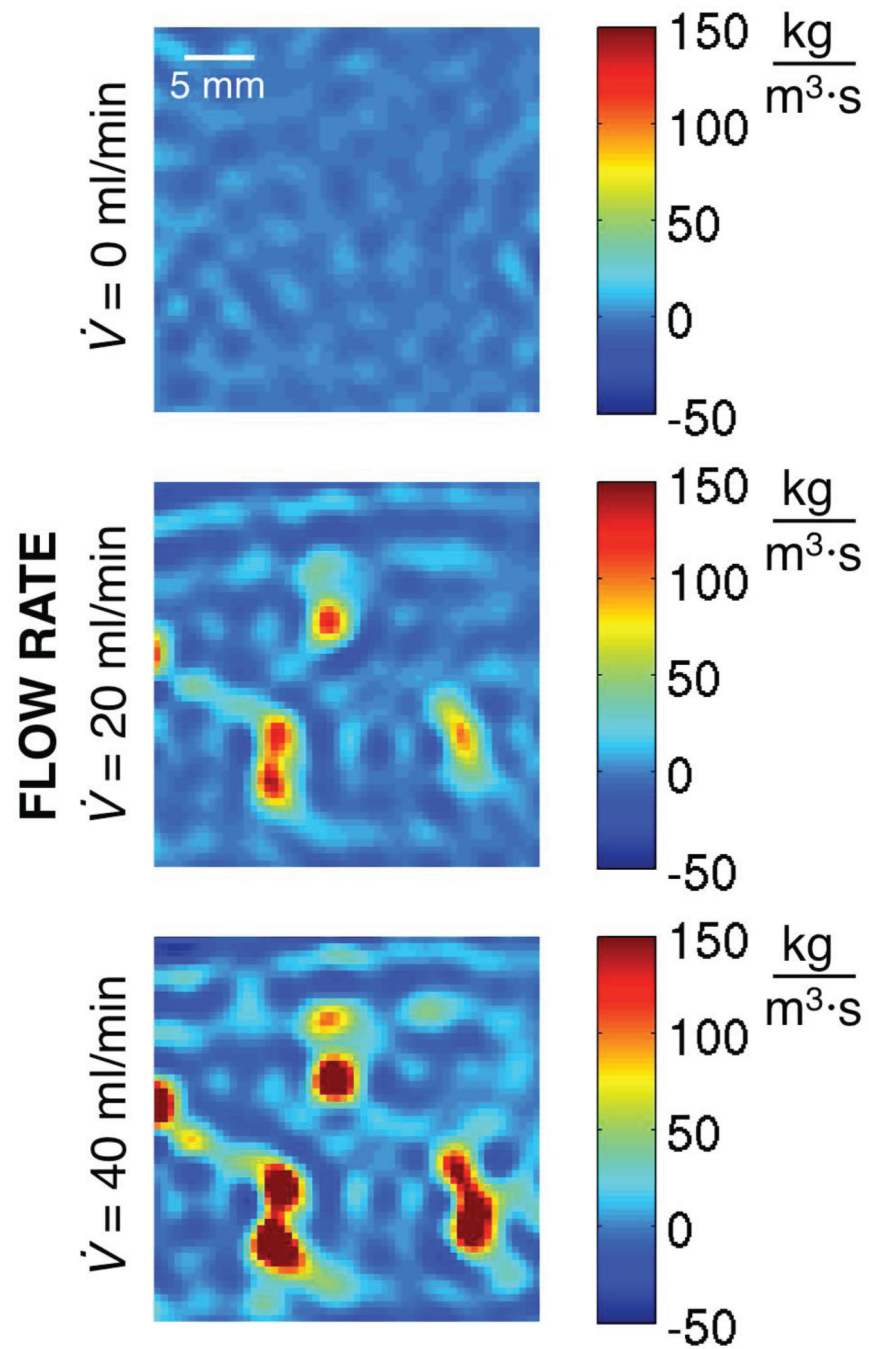 FLOW RATE
V̇ = 0 ml/min
5 mm
150
100
50
0
-50
kg
m³·s
V̇ = 20 ml/min
150
100
50
0
-50
kg
m³·s
V̇ = 40 ml/min
150
100
50
0
-50
kg
m³·s